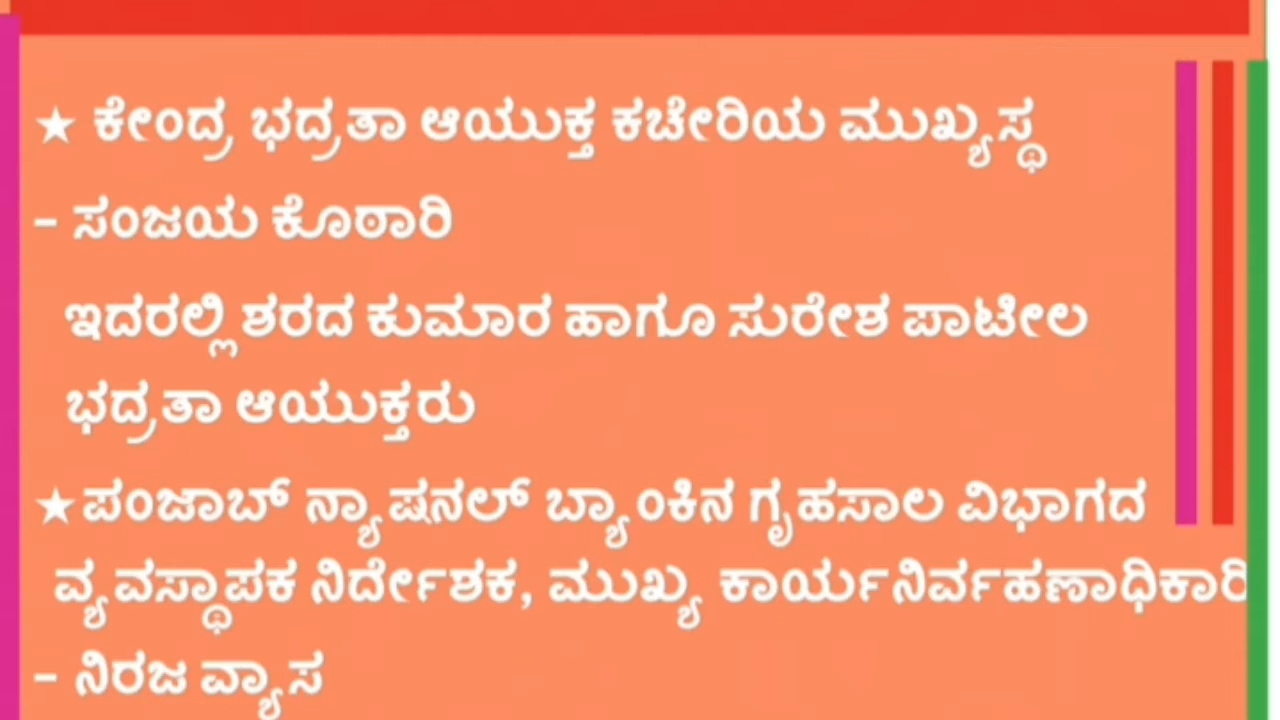 ★ ಕೇಂದ್ರ ಭದ್ರತಾ ಆಯುಕ್ತ ಕಚೇರಿಯ ಮುಖ್ಯಸ್ಥ
- ಸಂಜಯ ಕೊಠಾರಿ
ಇದರಲ್ಲಿ ಶರದ ಕುಮಾರ ಹಾಗೂ ಸುರೇಶ ಪಾಟೀಲ
ಭದ್ರತಾ ಆಯುಕ್ತರು
★ಪಂಜಾಬ್ ನ್ಯಾಷನಲ್ ಬ್ಯಾಂಕಿನ ಗೃಹಸಾಲ ವಿಭಾಗದ
ವ್ಯವಸ್ಥಾಪಕ ನಿರ್ದೇಶಕ, ಮುಖ್ಯ ಕಾರ್ಯನಿರ್ವಹಣಾಧಿಕಾರಿ
- ನಿರಜ ವ್ಯಾಸ